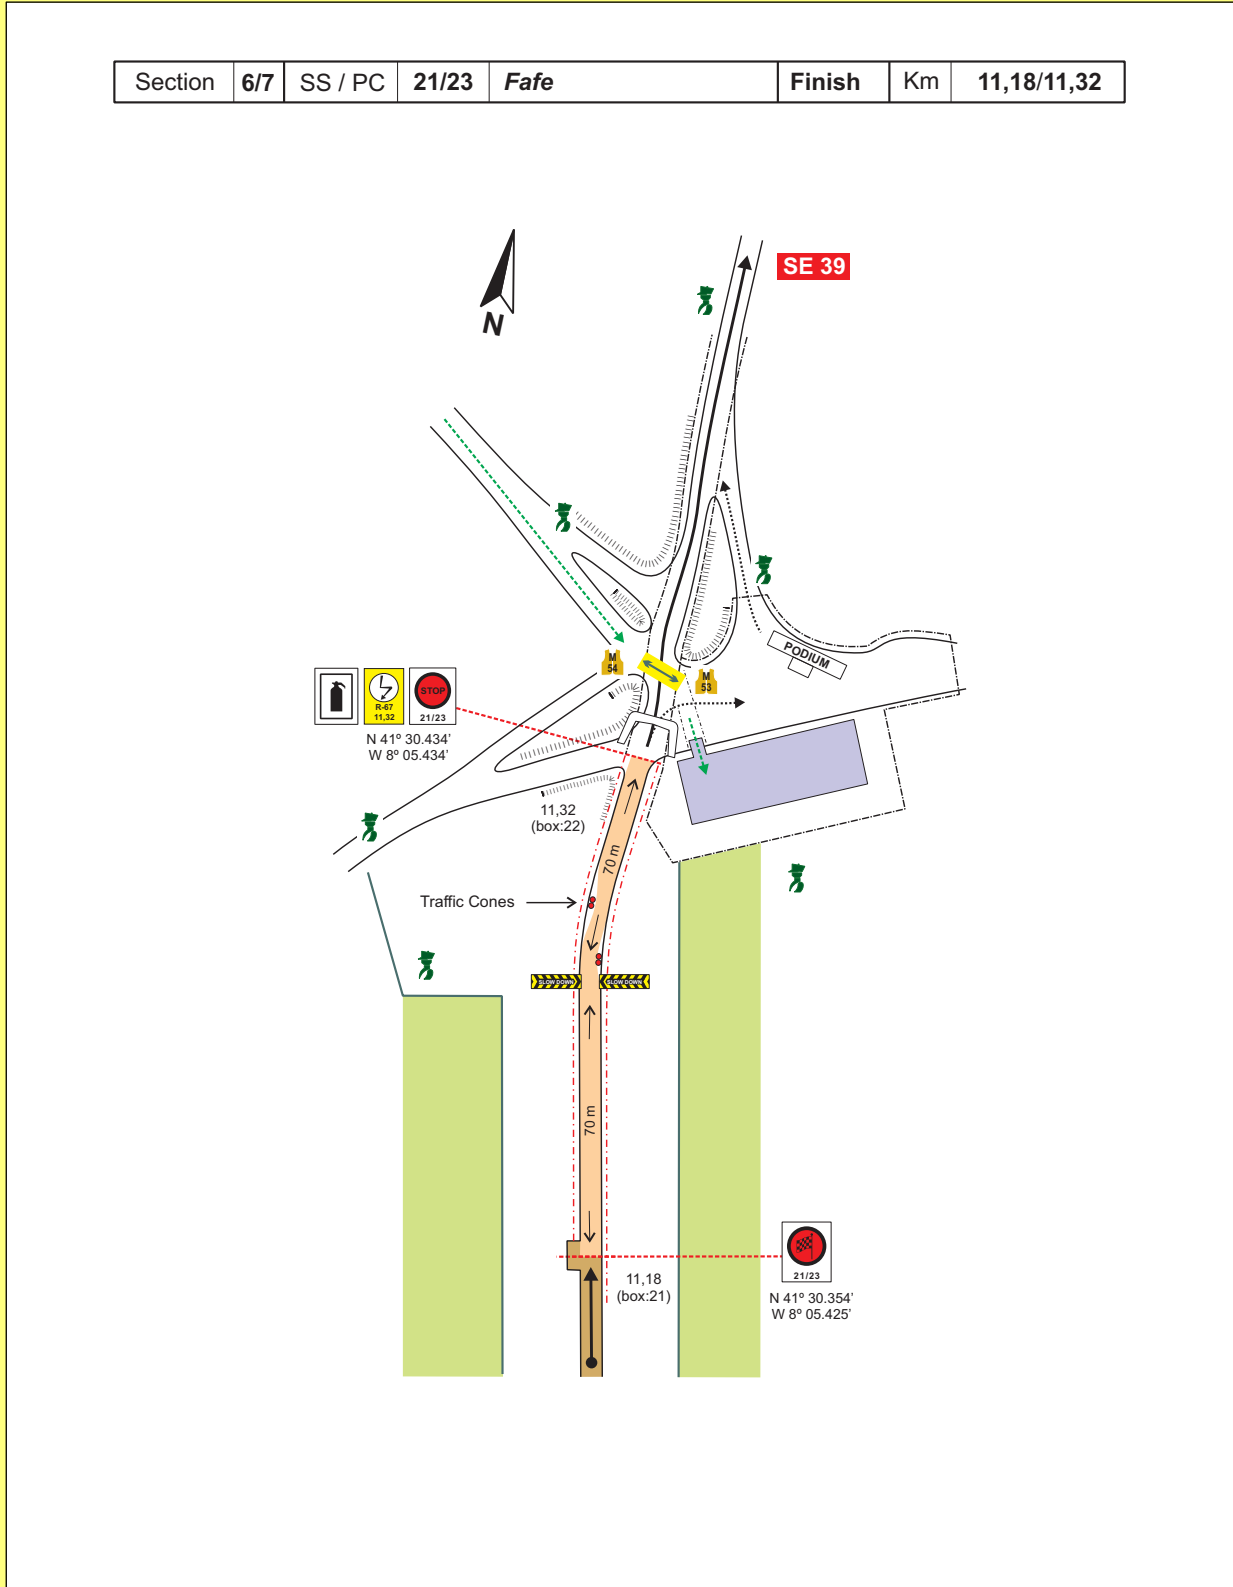 Section 6/7 SS / PC 21/23 Fafe Finish Km 11,18/11,32
SE 39
N
PODIUM
M
54
M
53
STOP
R-67
11,32
21/23
N 41º 30.434’
W 8º 05.434’
11,32
(box:22)
70 m
Traffic Cones
SLOW DOWN
SLOW DOWN
70 m
11,18
(box:21)
21/23
N 41º 30.354’
W 8º 05.425’